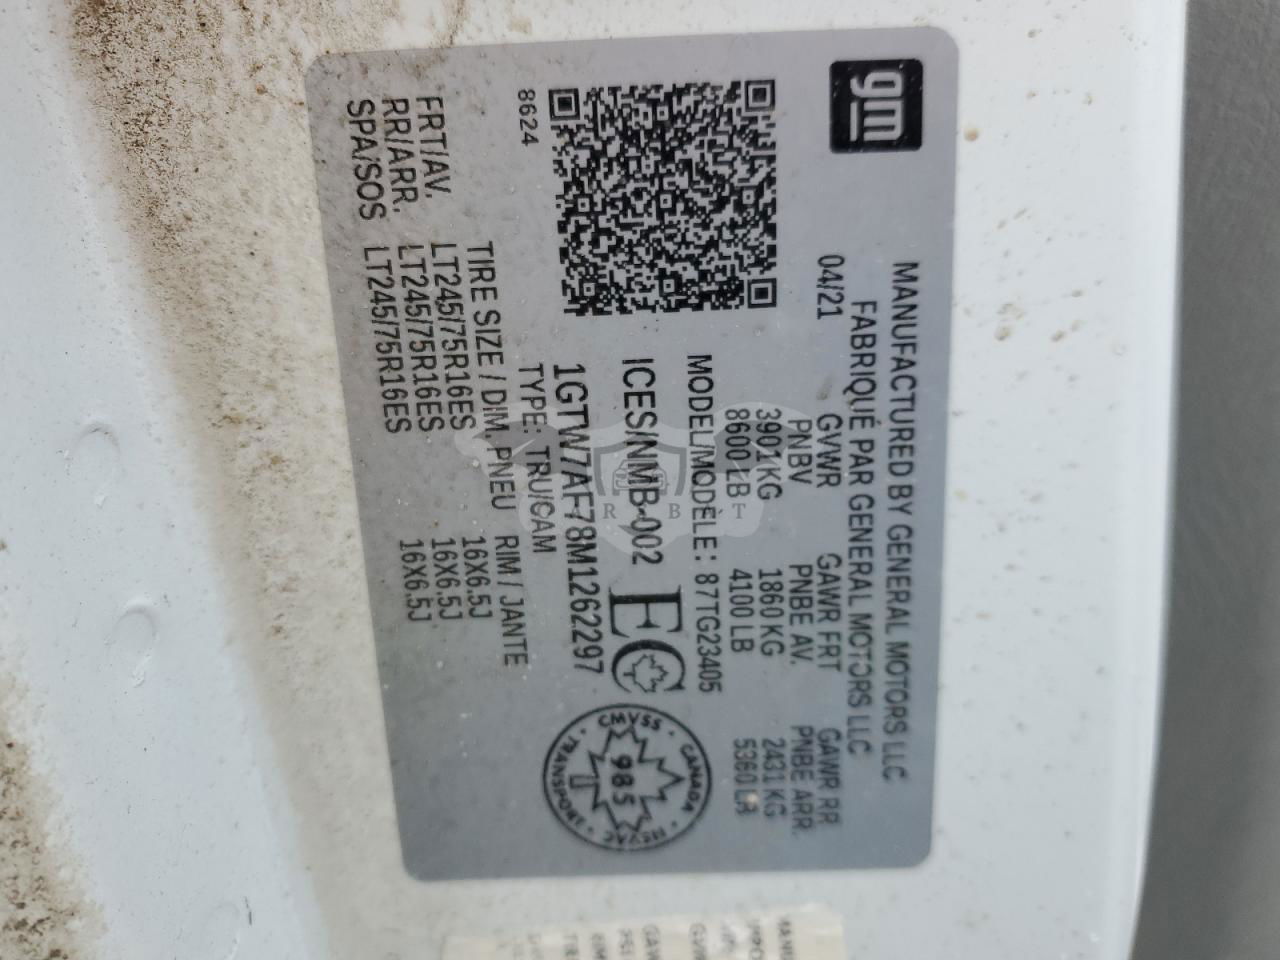 gm
MANUFACTURED BY GENERAL MOTORS LLC
FABRIQUÉ PAR GENERAL MOTORS LLC
04/21 GVWR GAWR FRT GAWR RR
PNBV PNBE AV. PNBE ARR.
3901KG 1860 KG 2431 KG
8600 LB 4100 LB 5360 LB
MODEL/MODÈLE: 87TG23405
ICES/NMB-002 EC
1GTW7AF78M1262297
8624 TYPE: TRU/CAM
TIRE SIZE / DIM. PNEU RIM / JANTE
FRT/AV. LT245/75R16ES 16X6.5J
RR/ARR. LT245/75R16ES 16X6.5J
SPA/SOS LT245/75R16ES 16X6.5J
CMVSS · CANADA · NSVAC · TRANSPORT ·
985